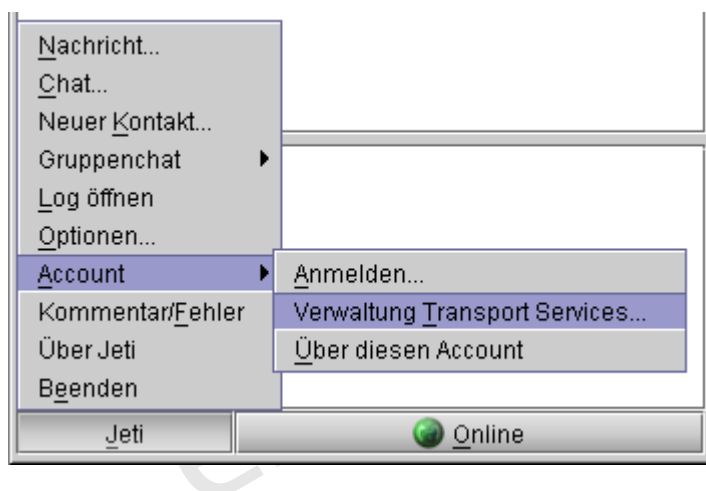 Nachricht...
Chat...
Neuer Kontakt...
Gruppenchat
Log öffnen
Optionen...
Account
Kommentar/Fehler
Über Jeti
Beenden
Anmelden...
Verwaltung Transport Services...
Über diesen Account
Jeti
Online